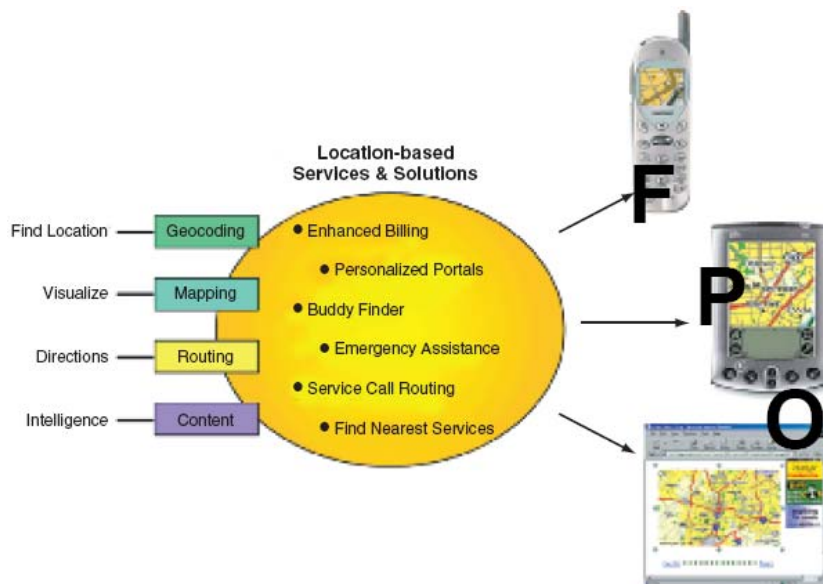 Location-based
Services & Solutions
Find Location
Geocoding
Enhanced Billing
Personalized Portals
Visualize
Mapping
Buddy Finder
Directions
Routing
Emergency Assistance
Service Call Routing
Intelligence
Content
Find Nearest Services
F
P
O